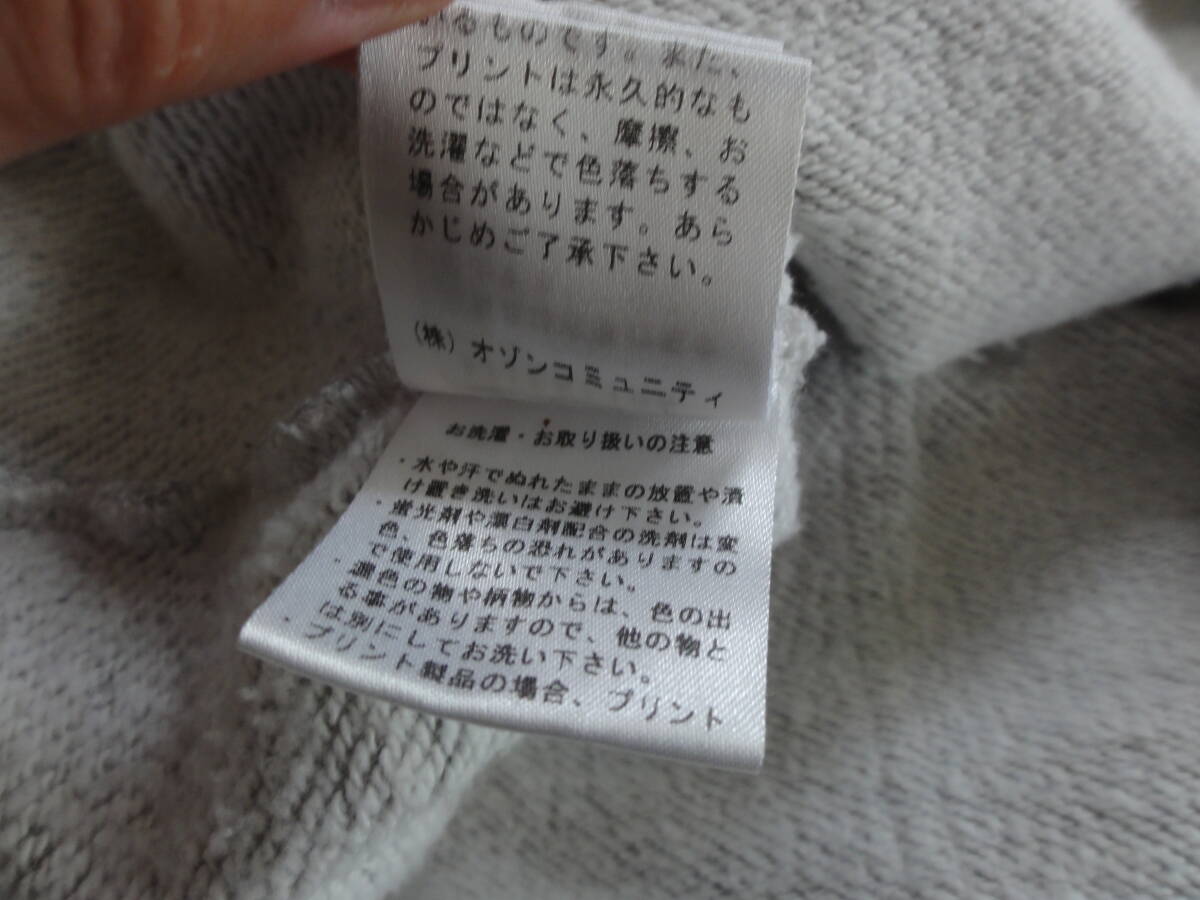 いるものです。また、
プリントは永久的なも
のではなく、摩擦、お
洗濯などで色落ちする
場合があります。あら
かじめご了承下さい。
(株)オゾンコミュニティ
お洗濯・お取り扱いの注意
・水や汗でぬれたままの放置や漬
け置き洗いはお避け下さい。
・蛍光剤や漂白剤配合の洗剤は変
色、色落ちの恐れがありますの
で使用しないで下さい。
・濃色の物や柄物からは、色の出
る事がありますので、他の物と
は別にしてお洗い下さい。
・プリント製品の場合、プリント